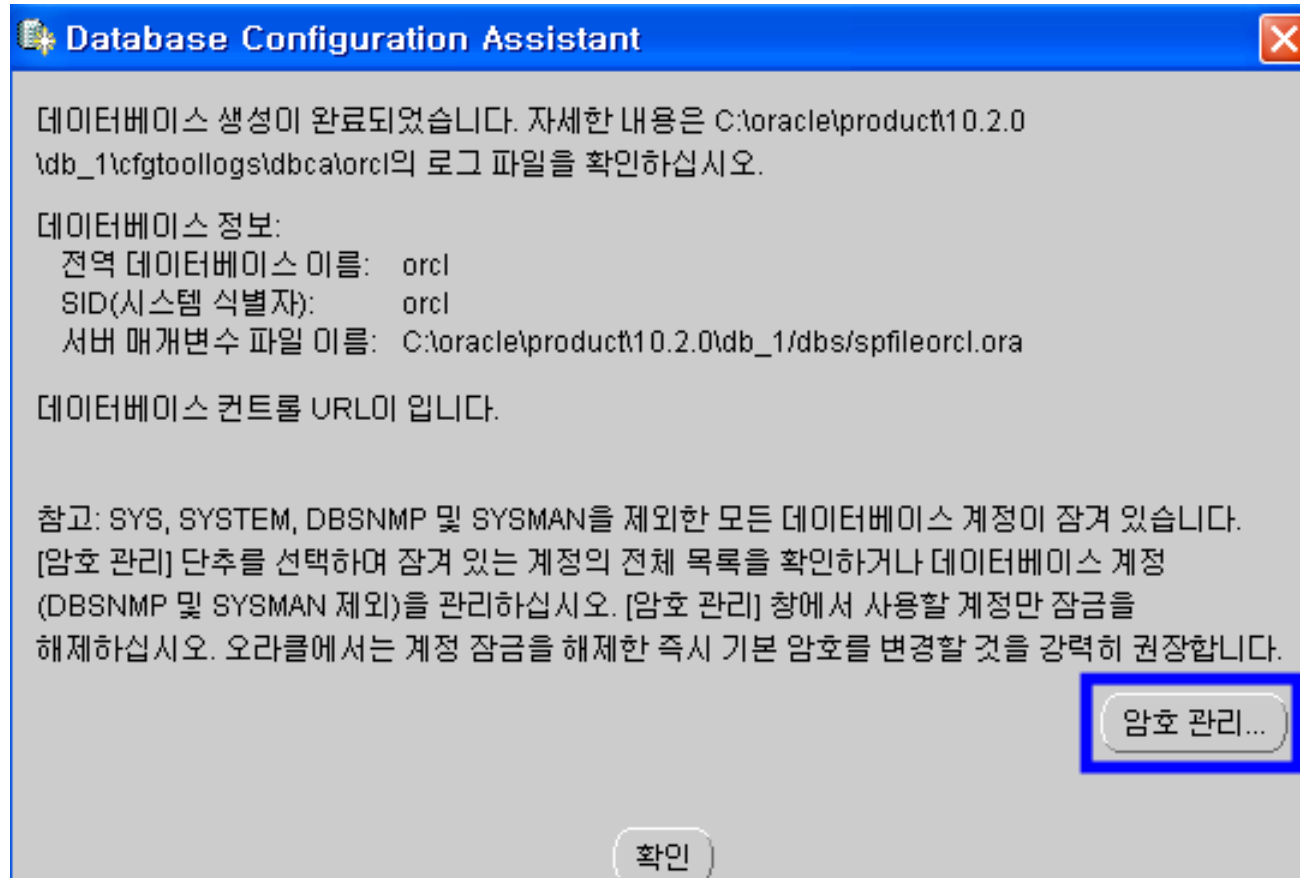 Database Configuration Assistant
데이터베이스 생성이 완료되었습니다. 자세한 내용은 C:\oracle\product\10.2.0
\db_1\cfgtoollogs\dbca\orcl의 로그 파일을 확인하십시오.
데이터베이스 정보:
전역 데이터베이스 이름: orcl
SID(시스템 식별자): orcl
서버 매개변수 파일 이름: C:\oracle\product\10.2.0\db_1/dbs/spfileorcl.ora
데이터베이스 컨트롤 URL이 입니다.
참고: SYS, SYSTEM, DBSNMP 및 SYSMAN을 제외한 모든 데이터베이스 계정이 잠겨 있습니다.
[암호 관리] 단추를 선택하여 잠겨 있는 계정의 전체 목록을 확인하거나 데이터베이스 계정
(DBSNMP 및 SYSMAN 제외)을 관리하십시오. [암호 관리] 창에서 사용할 계정만 잠금을
해제하십시오. 오라클에서는 계정 잠금을 해제한 즉시 기본 암호를 변경할 것을 강력히 권장합니다.
암호 관리...
확인